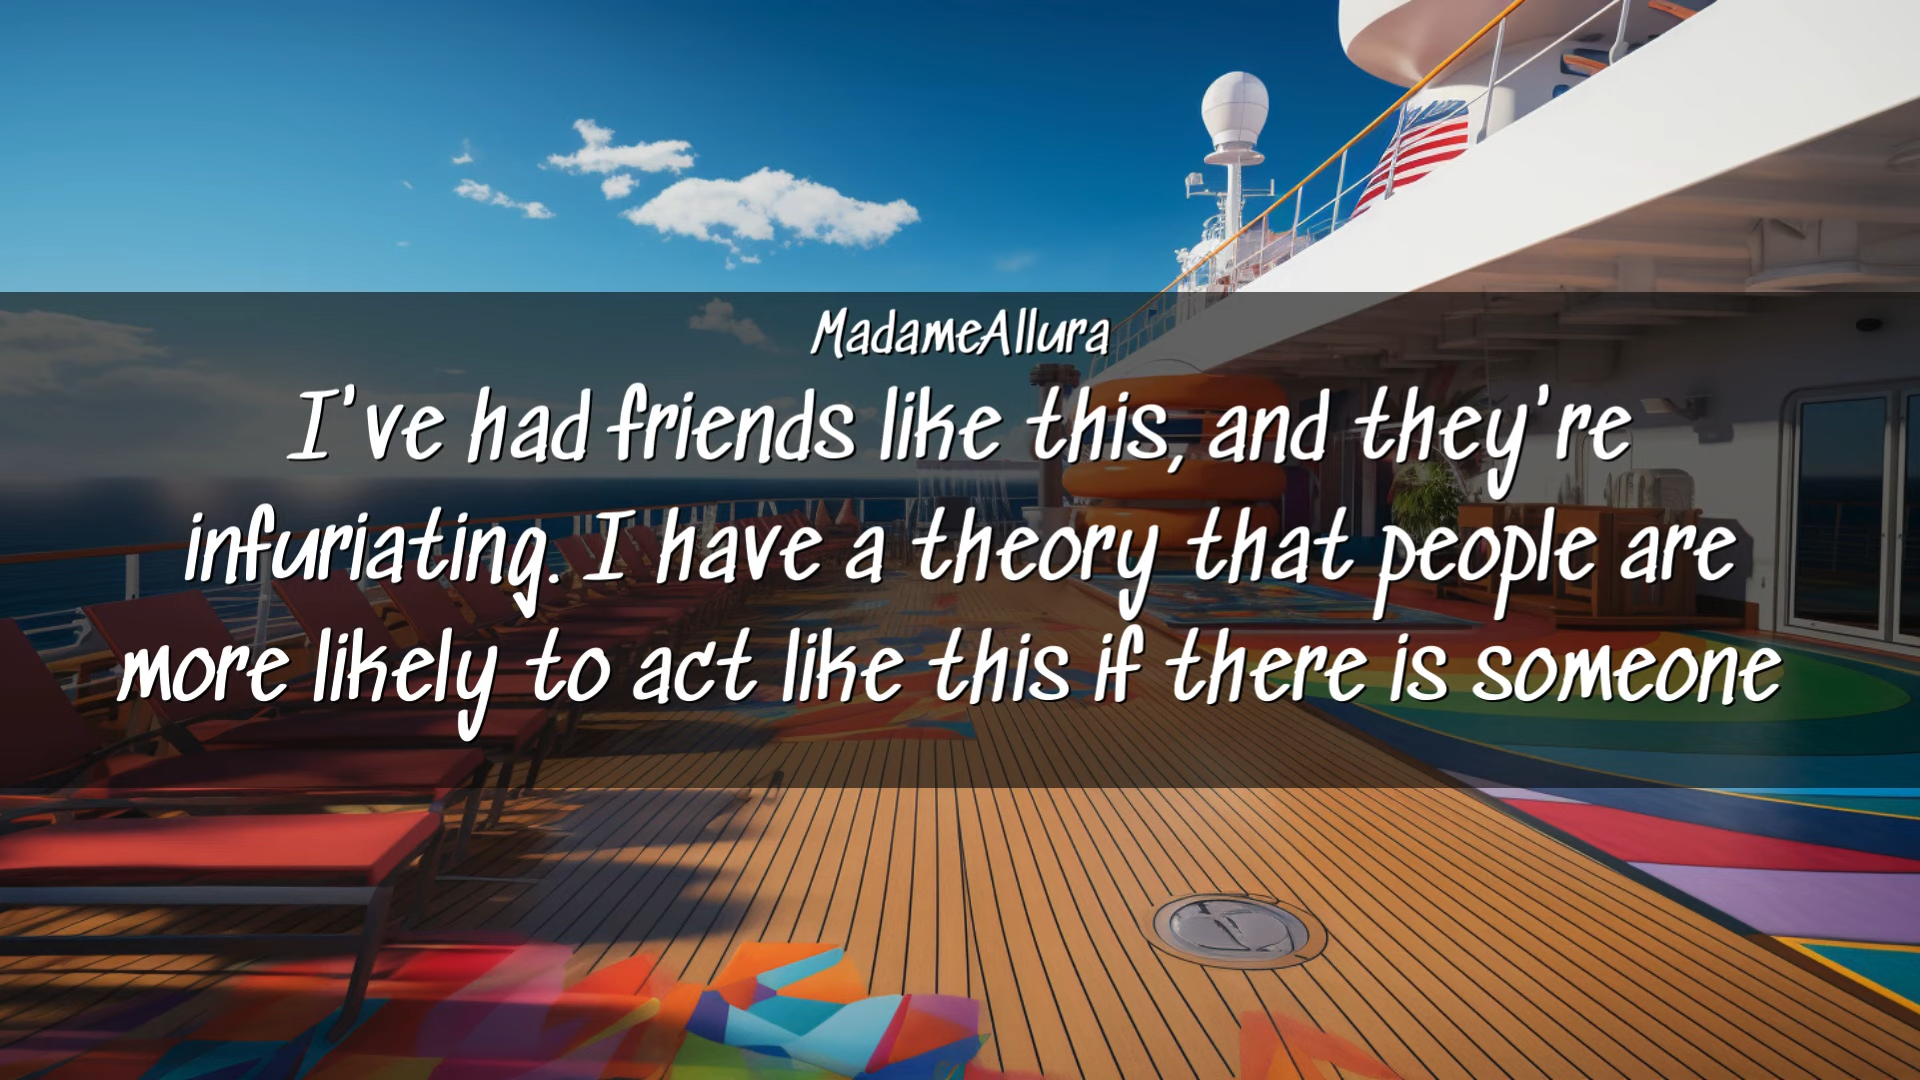 MadameAllura
I've had friends like this, and they're
infuriating. I have a theory that people are
more likely to act like this if there is someone